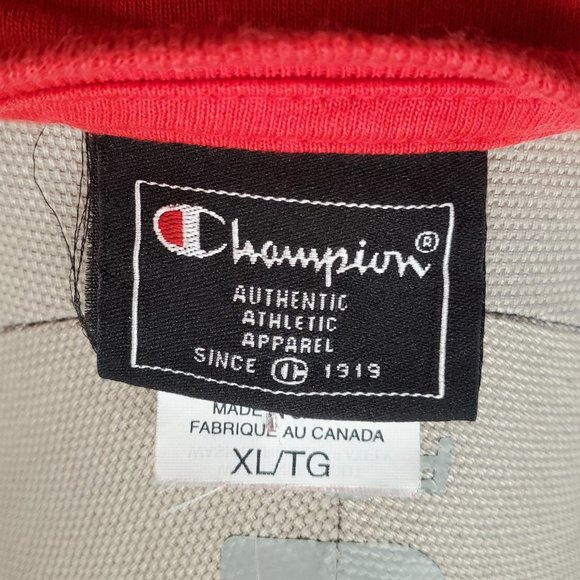 Champion®
AUTHENTIC
ATHLETIC
APPAREL
SINCE C 1919
MADE
FABRIQUE AU CANADA
XL/TG